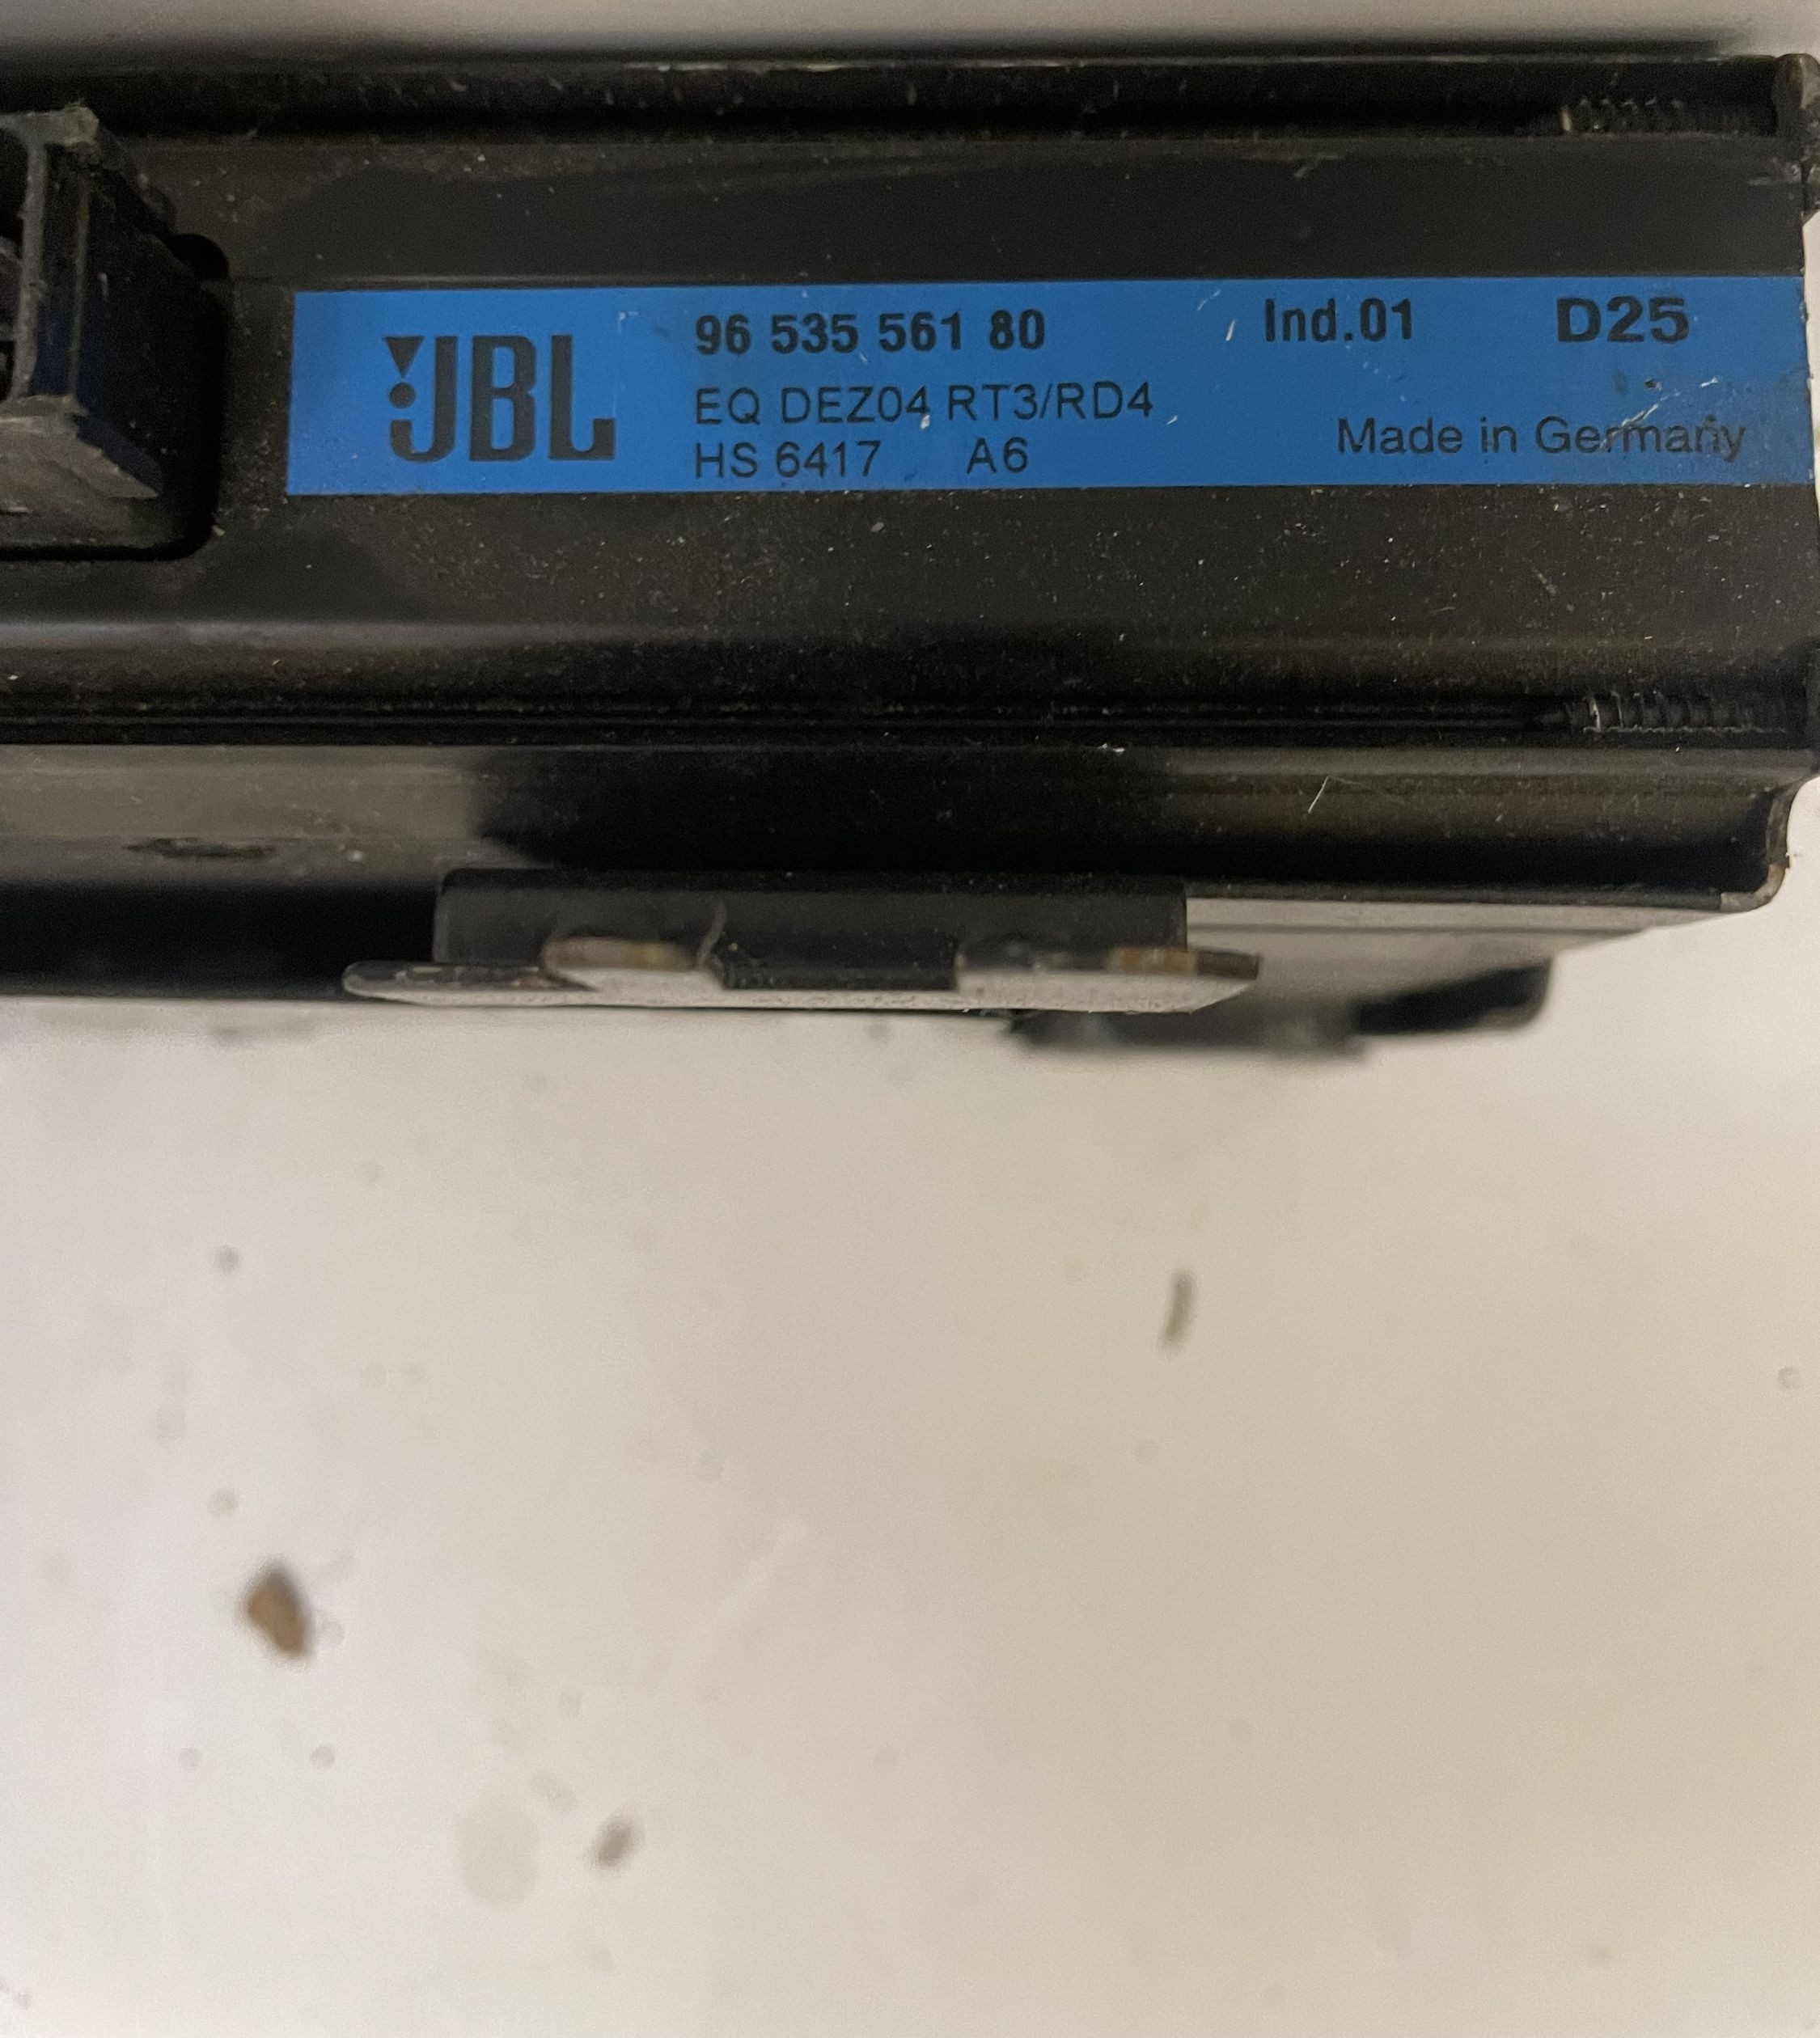 JBL
96 535 561 80 Ind.01 D25
EQ DEZ04 RT3/RD4
HS 6417 A6
Made in Germany